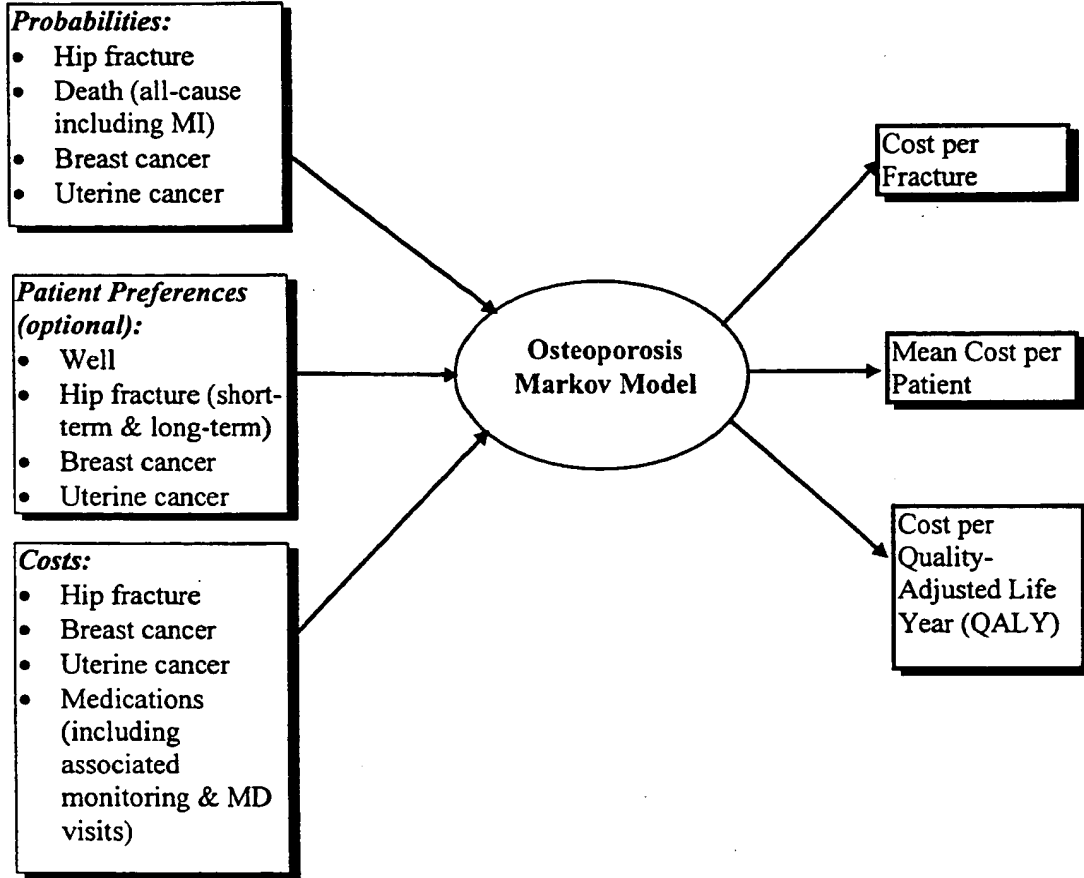 Probabilities:
• Hip fracture
• Death (all-cause
including MI)
• Breast cancer
• Uterine cancer
Patient Preferences
(optional):
• Well
• Hip fracture (short-
term & long-term)
• Breast cancer
• Uterine cancer
Costs:
• Hip fracture
• Breast cancer
• Uterine cancer
• Medications
(including
associated
monitoring & MD
visits)
Osteoporosis
Markov Model
Cost per
Fracture
Mean Cost per
Patient
Cost per
Quality-
Adjusted Life
Year (QALY)